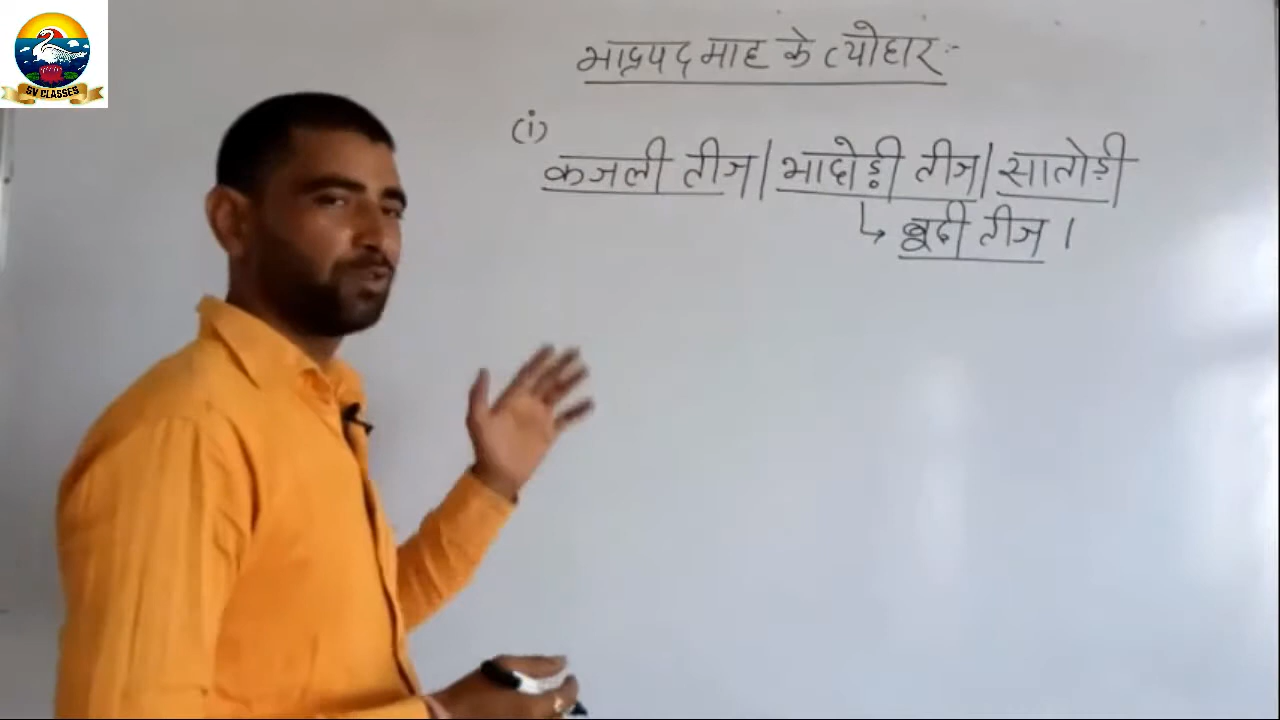 SV CLASSES
भाद्रपद माह के त्योहार :-
(i)
कजली तीज | भादोड़ी तीज | सातोड़ी
↳ बूढी तीज ।